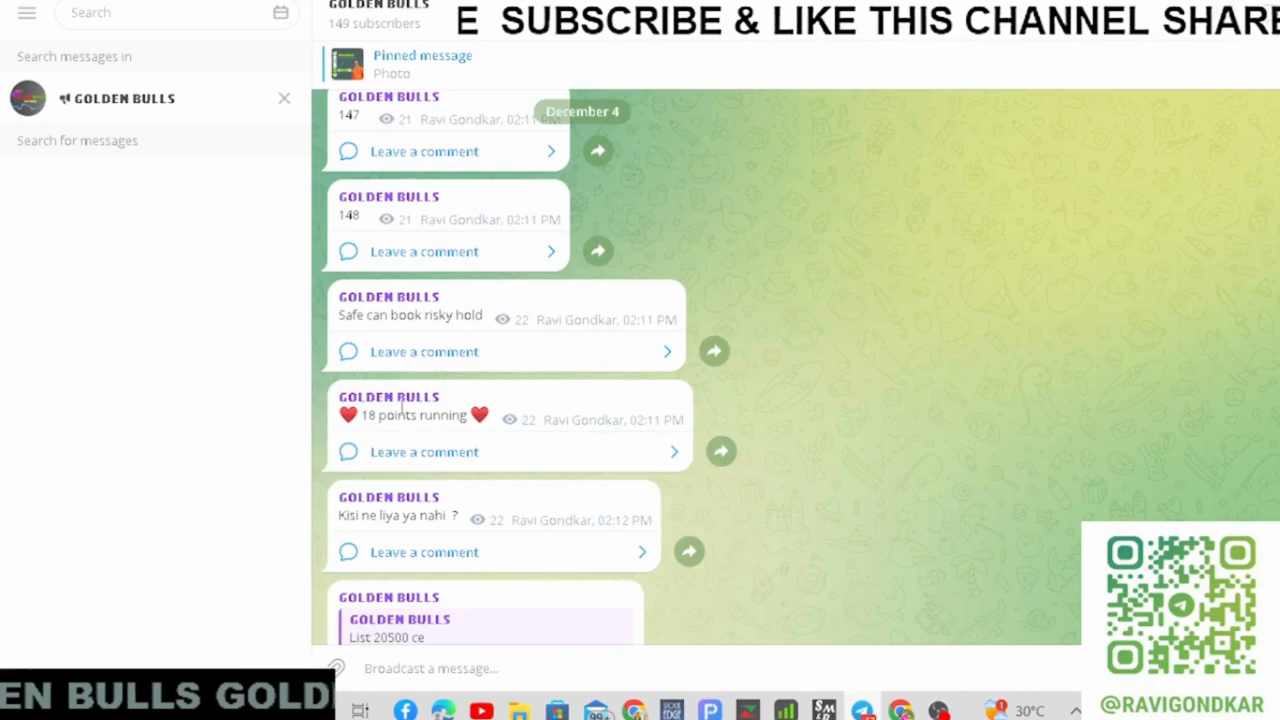 Search
Search messages in
GOLDEN BULLS
Search for messages
GOLDEN BULLS
149 subscribers
E SUBSCRIBE & LIKE THIS CHANNEL SHARE
Pinned message
Photo
December 4
GOLDEN BULLS
147 21 Ravi Gondkar, 02:11 PM
Leave a comment
GOLDEN BULLS
148 21 Ravi Gondkar, 02:11 PM
Leave a comment
GOLDEN BULLS
Safe can book risky hold 22 Ravi Gondkar, 02:11 PM
Leave a comment
GOLDEN BULLS
❤️ 18 points running ❤️ 22 Ravi Gondkar, 02:11 PM
Leave a comment
GOLDEN BULLS
Kisi ne liya ya nahi ? 22 Ravi Gondkar, 02:12 PM
Leave a comment
GOLDEN BULLS
GOLDEN BULLS
List 20500 ce
Broadcast a message...
EN BULLS GOLD
@RAVIGONDKAR
99+
30°C